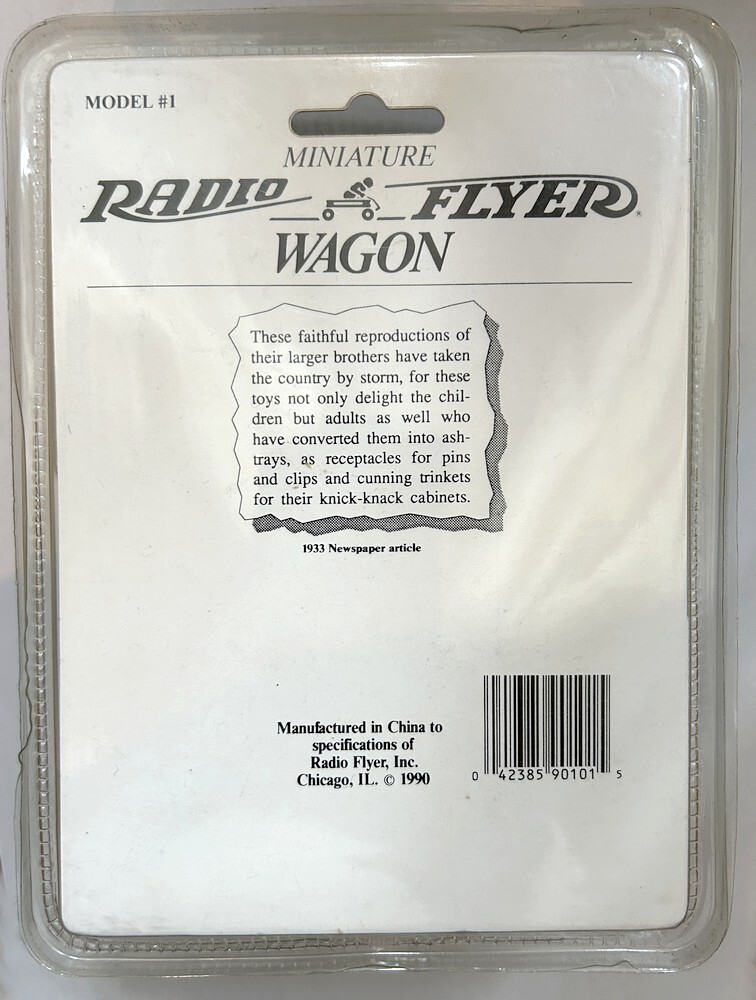 MODEL #1
MINIATURE
RADIO FLYER®
WAGON
These faithful reproductions of
their larger brothers have taken
the country by storm, for these
toys not only delight the chil-
dren but adults as well who
have converted them into ash-
trays, as receptacles for pins
and clips and cunning trinkets
for their knick-knack cabinets.
1933 Newspaper article
Manufactured in China to
specifications of
Radio Flyer, Inc.
Chicago, IL. © 1990
0 42385 90101 5